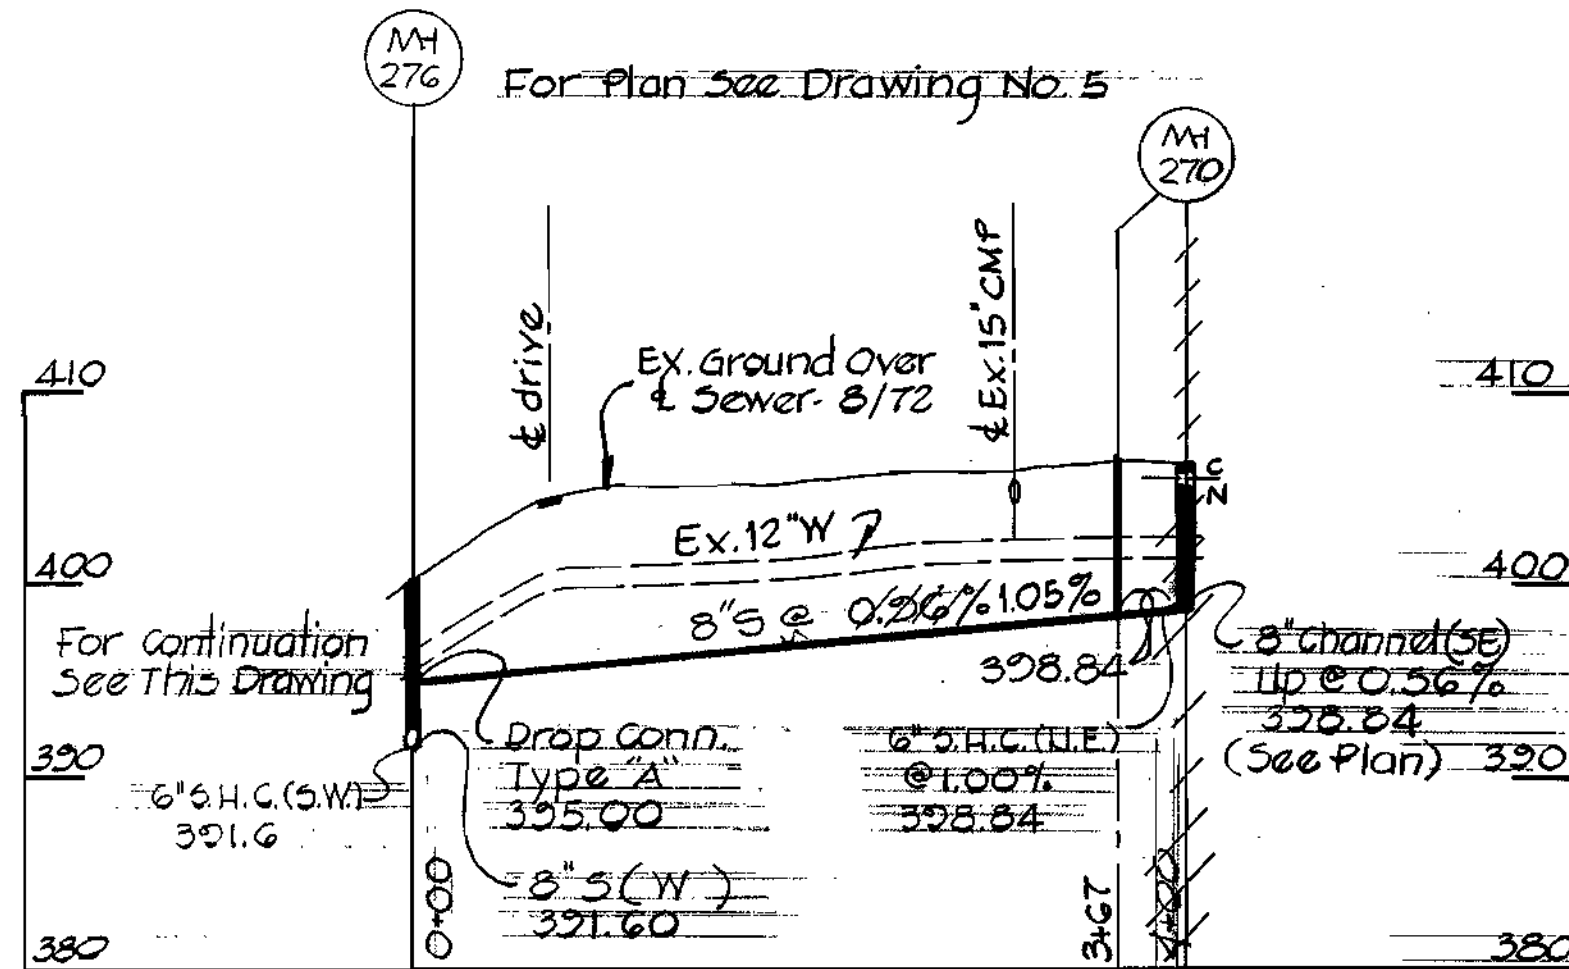 MH
276
For Plan See Drawing No. 5
MH
270
℄ drive
℄ Ex. 15" CMP
Ex. Ground Over
℄ Sewer - 8/72
410
410
C
N
Ex. 12" W
400
400
8" S @ 0.96% 1.05%
For continuation
See This Drawing
398.84
8" Channel (SE)
Up @ 0.56%
398.84
(See Plan)
Drop Conn.
Type "A"
395.00
6" S.H.C. (N.E.)
@ 1.00%
398.84
390
390
6" S.H.C. (S.W.)
391.6
8" S (W)
391.60
0+00
3+67
4+00
380
380